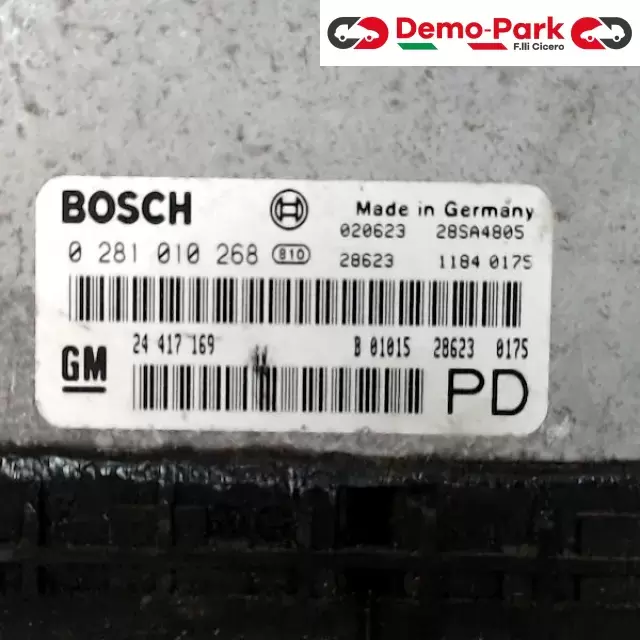 Demo-Park
F.lli Cicero
BOSCH Made in Germany
020623 28SA4805
0 281 010 268 810 28623 1184 0175
GM 24 417 169 B 01015 28623 0175
PD